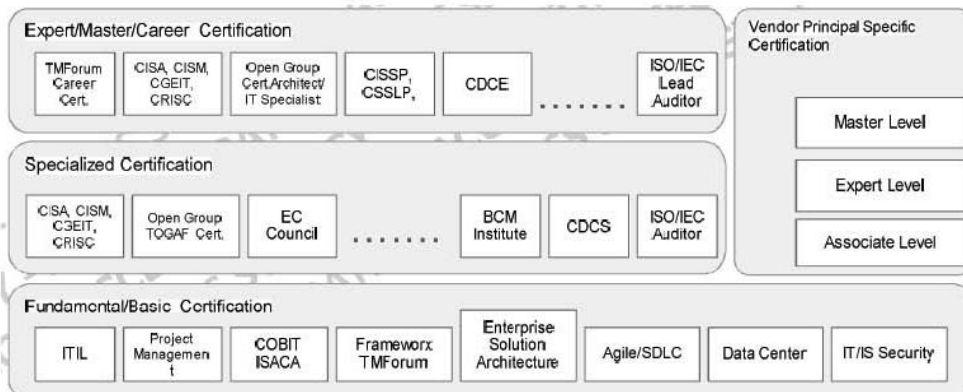 Expert/Master/Career Certification
TMForum
Career
Cert.
CISA, CISM,
CGEIT,
CRISC
Open Group
Cert.Architect/
IT Specialist
CISSP,
CSSLP,
CDCE
........
ISO/IEC
Lead
Auditor
Vendor Principal Specific
Certification
Master Level
Expert Level
Associate Level
Specialized Certification
CISA, CISM,
CGEIT,
CRISC
Open Group
TOGAF Cert.
EC
Council
.......
BCM
Institute
CDCS
ISO/IEC
Auditor
Fundamental/Basic Certification
ITIL
Project
Managemen
t
COBIT
ISACA
Frameworx
TMForum
Enterprise
Solution
Architecture
Agile/SDLC
Data Center
IT/IS Security